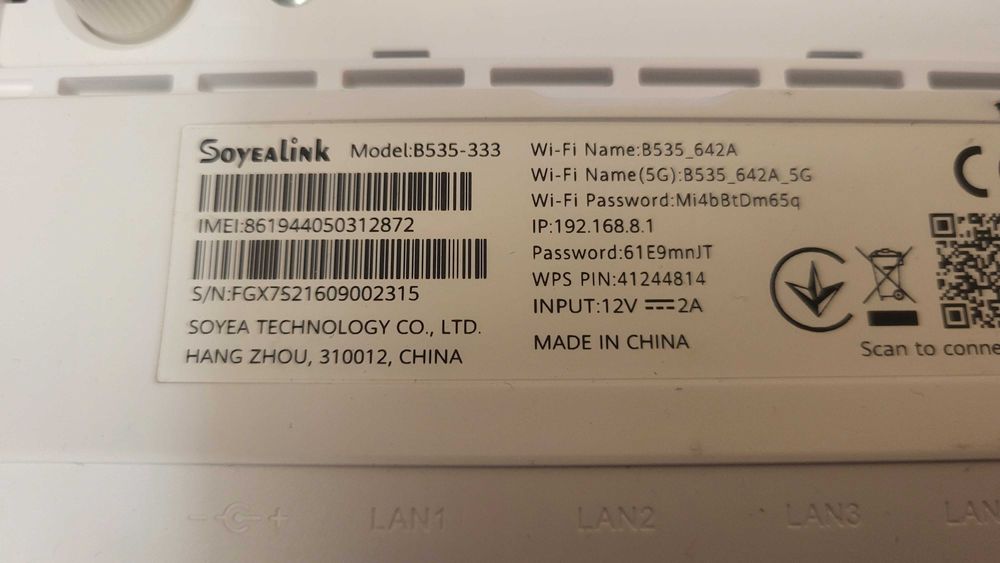 SOYEALINK Model:B535-333
IMEI:861944050312872
S/N:FGX7S21609002315
SOYEA TECHNOLOGY CO., LTD.
HANG ZHOU, 310012, CHINA
Wi-Fi Name:B535_642A
Wi-Fi Name(5G):B535_642A_5G
Wi-Fi Password:Mi4bBtDm65q
IP:192.168.8.1
Password:61E9mnJT
WPS PIN:41244814
INPUT:12V ⎓ 2A
MADE IN CHINA
Scan to conne
- +
LAN1
LAN2
LAN3
LAN